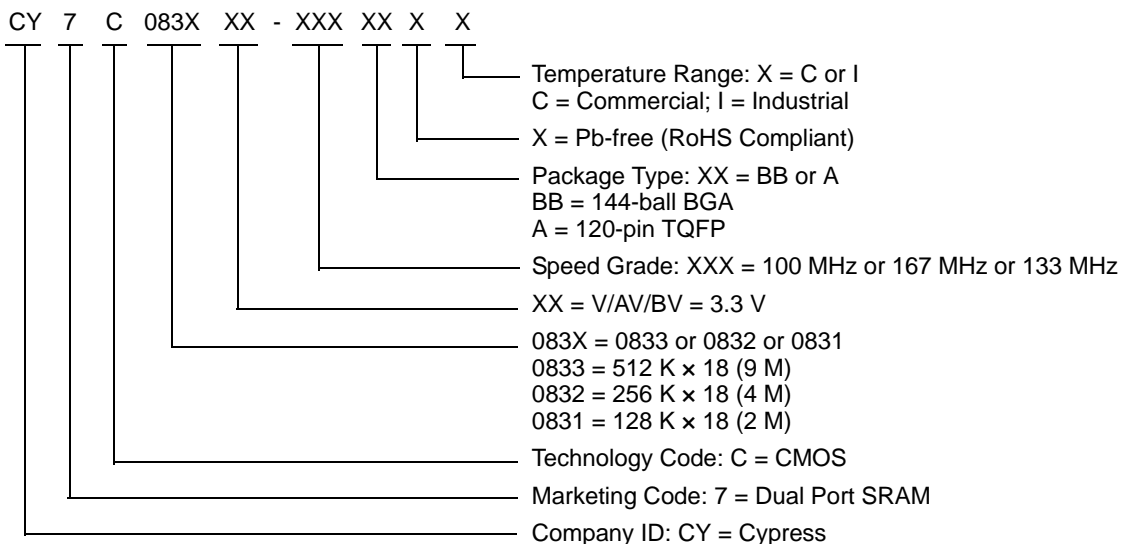 CY 7 C 083X XX - XXX XX X X
Temperature Range: X = C or I
C = Commercial; I = Industrial
X = Pb-free (RoHS Compliant)
Package Type: XX = BB or A
BB = 144-ball BGA
A = 120-pin TQFP
Speed Grade: XXX = 100 MHz or 167 MHz or 133 MHz
XX = V/AV/BV = 3.3 V
083X = 0833 or 0832 or 0831
0833 = 512 K × 18 (9 M)
0832 = 256 K × 18 (4 M)
0831 = 128 K × 18 (2 M)
Technology Code: C = CMOS
Marketing Code: 7 = Dual Port SRAM
Company ID: CY = Cypress